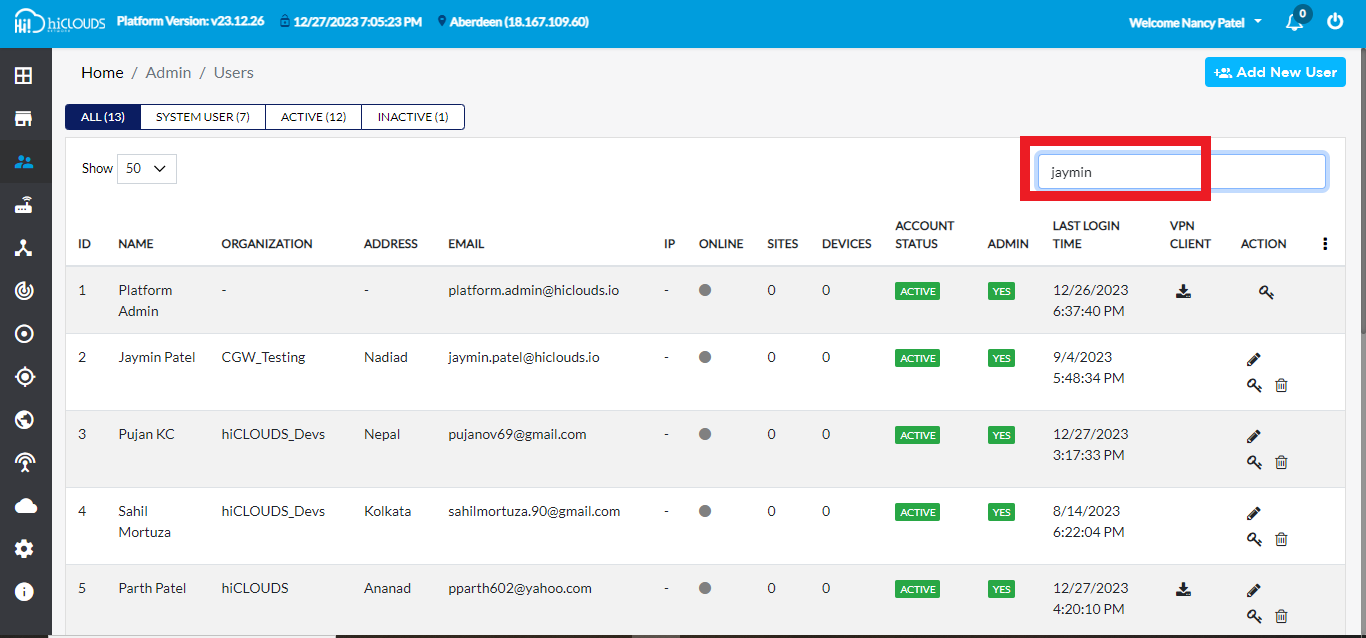 Hi! hiCLOUDS NETWORK Platform Version: v23.12.26 12/27/2023 7:05:23 PM Aberdeen (18.167.109.60) Welcome Nancy Patel 0
Home / Admin / Users Add New User
ALL (13) SYSTEM USER (7) ACTIVE (12) INACTIVE (1)
Show 50 jaymin
ID NAME ORGANIZATION ADDRESS EMAIL IP ONLINE SITES DEVICES ACCOUNT STATUS ADMIN LAST LOGIN TIME VPN CLIENT ACTION
1 Platform Admin - - platform.admin@hiclouds.io - 0 0 ACTIVE YES 12/26/2023 6:37:40 PM
2 Jaymin Patel CGW_Testing Nadiad jaymin.patel@hiclouds.io - 0 0 ACTIVE YES 9/4/2023 5:48:34 PM
3 Pujan KC hiCLOUDS_Devs Nepal pujanov69@gmail.com - 0 0 ACTIVE YES 12/27/2023 3:17:33 PM
4 Sahil Mortuza hiCLOUDS_Devs Kolkata sahilmortuza.90@gmail.com - 0 0 ACTIVE YES 8/14/2023 6:22:04 PM
5 Parth Patel hiCLOUDS Ananad pparth602@yahoo.com - 0 0 ACTIVE YES 12/27/2023 4:20:10 PM